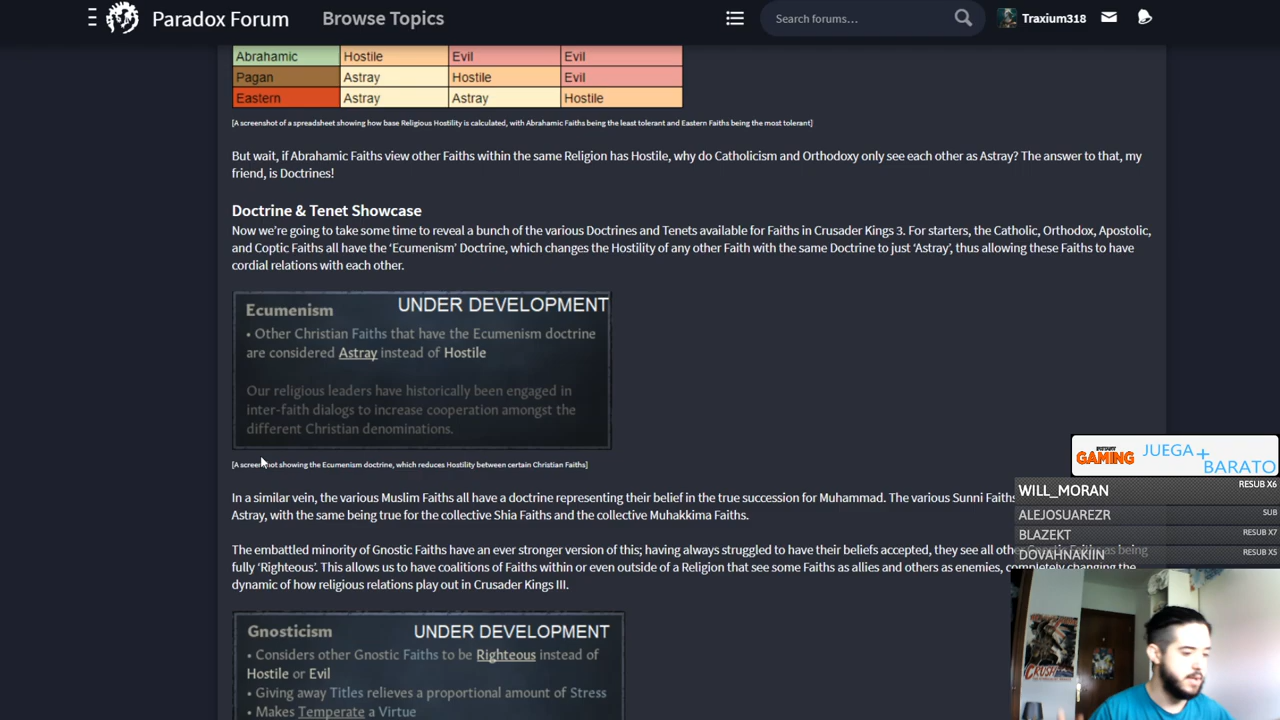 Paradox Forum
Browse Topics
Search forums...
Traxium318
Abrahamic Hostile Evil Evil
Pagan Astray Hostile Evil
Eastern Astray Astray Hostile
[A screenshot of a spreadsheet showing how base Religious Hostility is calculated, with Abrahamic Faiths being the least tolerant and Eastern Faiths being the most tolerant]
But wait, if Abrahamic Faiths view other Faiths within the same Religion has Hostile, why do Catholicism and Orthodoxy only see each other as Astray? The answer to that, my
friend, is Doctrines!
Doctrine & Tenet Showcase
Now we're going to take some time to reveal a bunch of the various Doctrines and Tenets available for Faiths in Crusader Kings 3. For starters, the Catholic, Orthodox, Apostolic,
and Coptic Faiths all have the 'Ecumenism' Doctrine, which changes the Hostility of any other Faith with the same Doctrine to just 'Astray', thus allowing these Faiths to have
cordial relations with each other.
Ecumenism UNDER DEVELOPMENT
• Other Christian Faiths that have the Ecumenism doctrine
are considered Astray instead of Hostile
Our religious leaders have historically been engaged in
inter-faith dialogs to increase cooperation amongst the
different Christian denominations.
[A screenshot showing the Ecumenism doctrine, which reduces Hostility between certain Christian Faiths]
In a similar vein, the various Muslim Faiths all have a doctrine representing their belief in the true succession for Muhammad. The various Sunni Faiths
Astray, with the same being true for the collective Shia Faiths and the collective Muhakkima Faiths.
The embattled minority of Gnostic Faiths have an ever stronger version of this; having always struggled to have their beliefs accepted, they see all other Gnostic Faiths as being
fully 'Righteous'. This allows us to have coalitions of Faiths within or even outside of a Religion that see some Faiths as allies and others as enemies, completely changing the
dynamic of how religious relations play out in Crusader Kings III.
Gnosticism UNDER DEVELOPMENT
• Considers other Gnostic Faiths to be Righteous instead of
Hostile or Evil
• Giving away Titles relieves a proportional amount of Stress
• Makes Temperate a Virtue
INSTANT GAMING
JUEGA+
BARATO
WILL_MORAN RESUB X6
ALEJOSUAREZR SUB
BLAZEKT RESUB X7
DOVAHNAKIIN RESUB X5